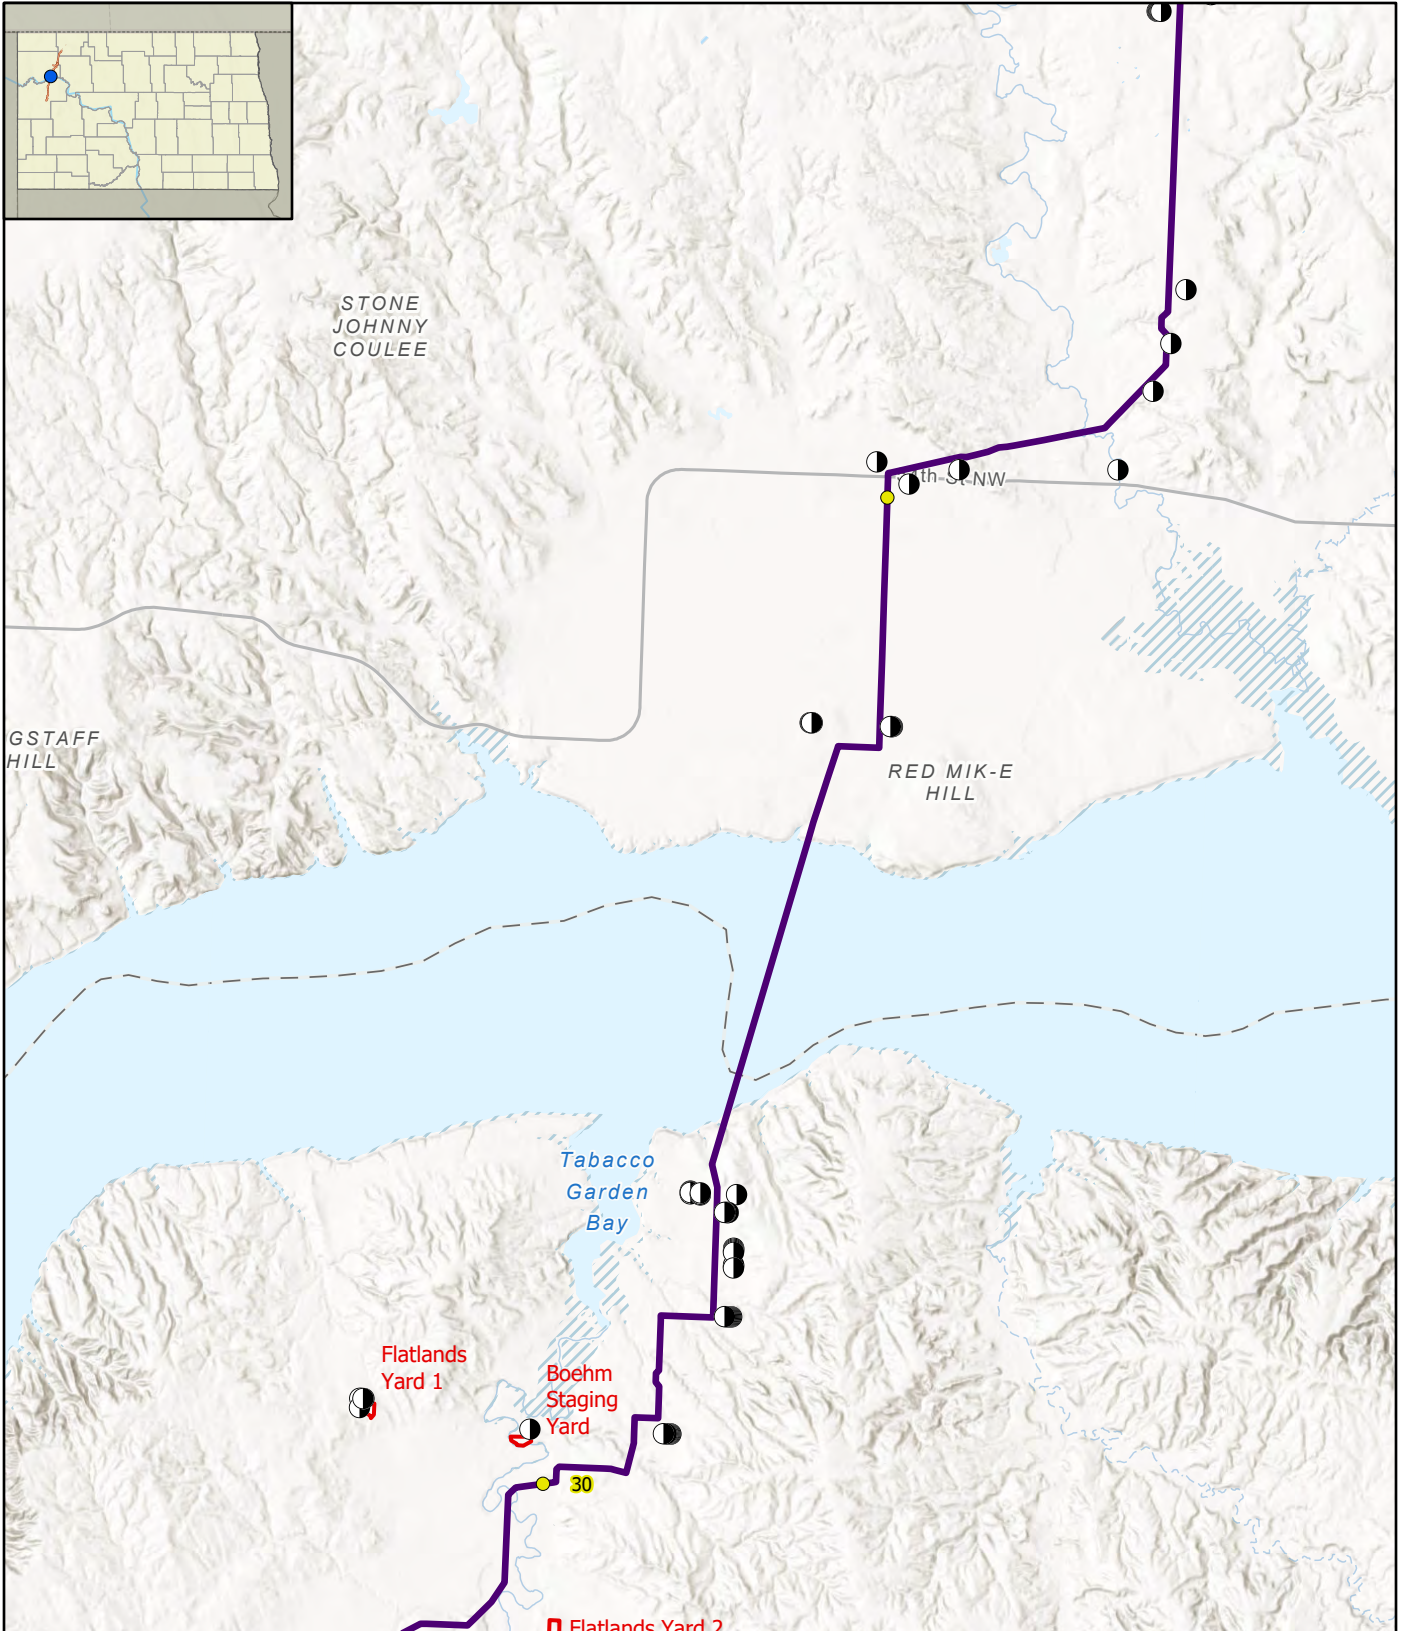 STONE
JOHNNY
COULEE
4th St NW
GSTAFF
HILL
RED MIK-E
HILL
Tabacco
Garden
Bay
Flatlands
Yard 1
Boehm
Staging
Yard
30
Flatlands Yard 2